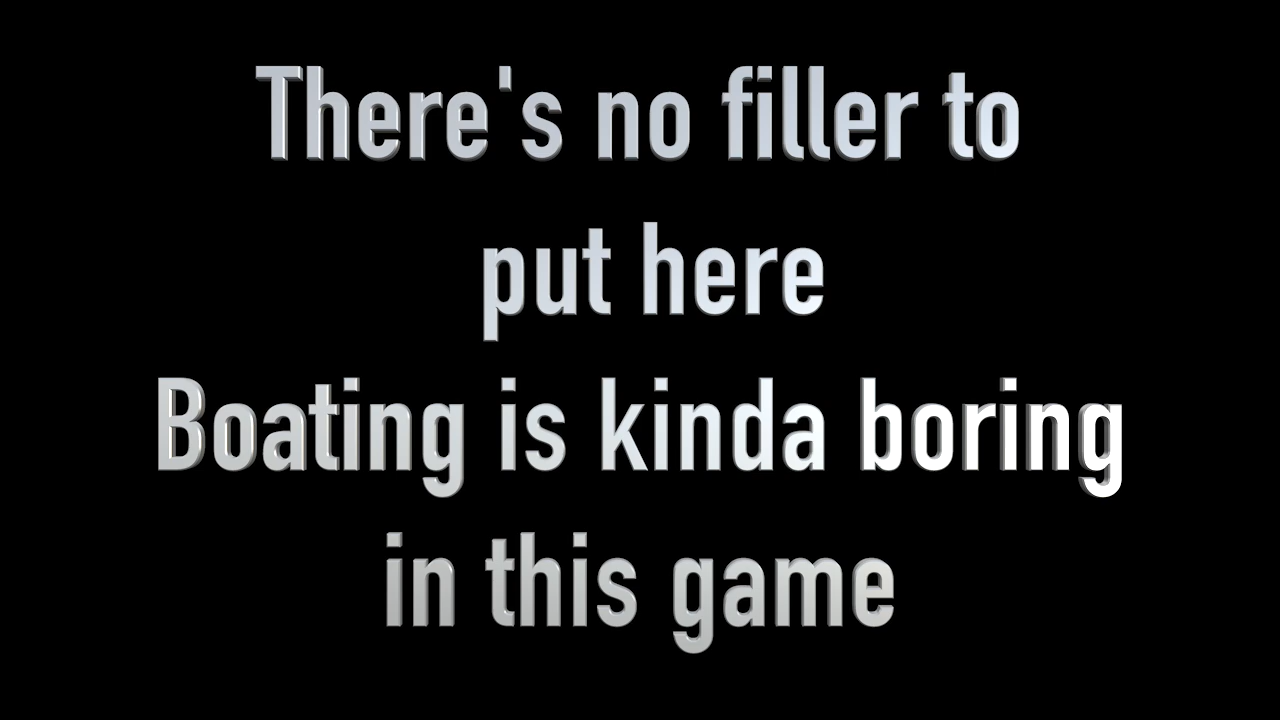 There's no filler to
put here
Boating is kinda boring
in this game